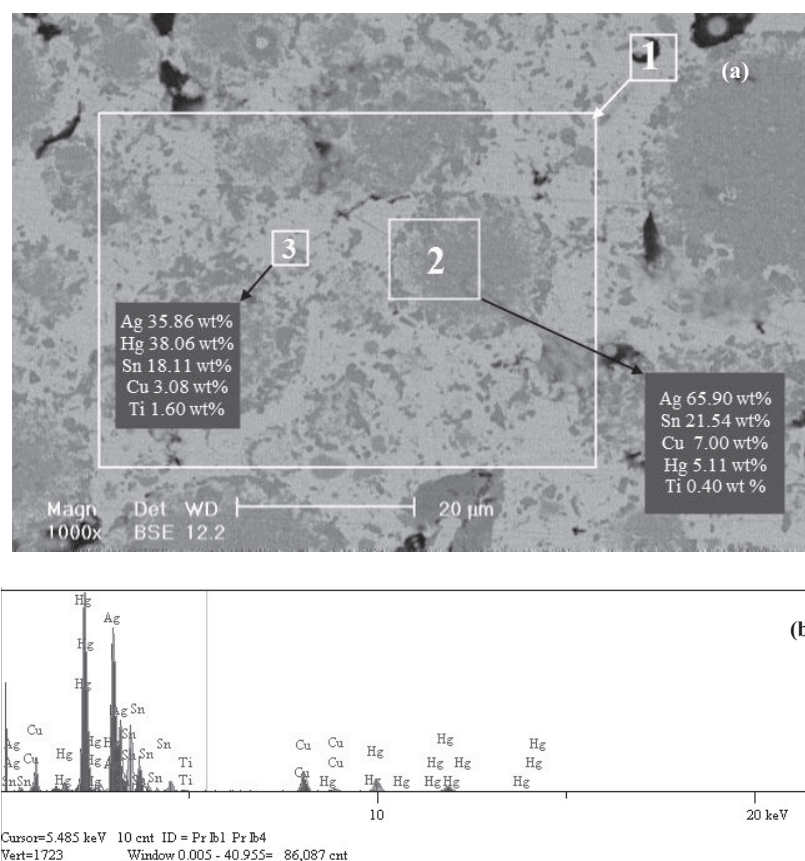 1
(a)
3
2
Ag 35.86 wt%
Hg 38.06 wt%
Sn 18.11 wt%
Cu 3.08 wt%
Ti 1.60 wt%
Ag 65.90 wt%
Sn 21.54 wt%
Cu 7.00 wt%
Hg 5.11 wt%
Ti 0.40 wt %
Magn Det WD 20 µm
1000x BSE 12.2
(b
Hg
Ag
Hg
Hg
Ag Sn
Cu
Sn
Ag
Hg
Hg
Sn
Ti
Cu
Cu
Hg
Hg
Hg
Ag
Cu
Hg
Hg
Hg
Sn Sn
Hg
Sn
Ti
Cu
Hg
Hg
Hg
Hg Hg
Hg
10
20 keV
Cursor=5.485 keV 10 cnt ID = Pr lb1 Pr lb4
Vert=1723 Window 0.005 - 40.955= 86,087 cnt